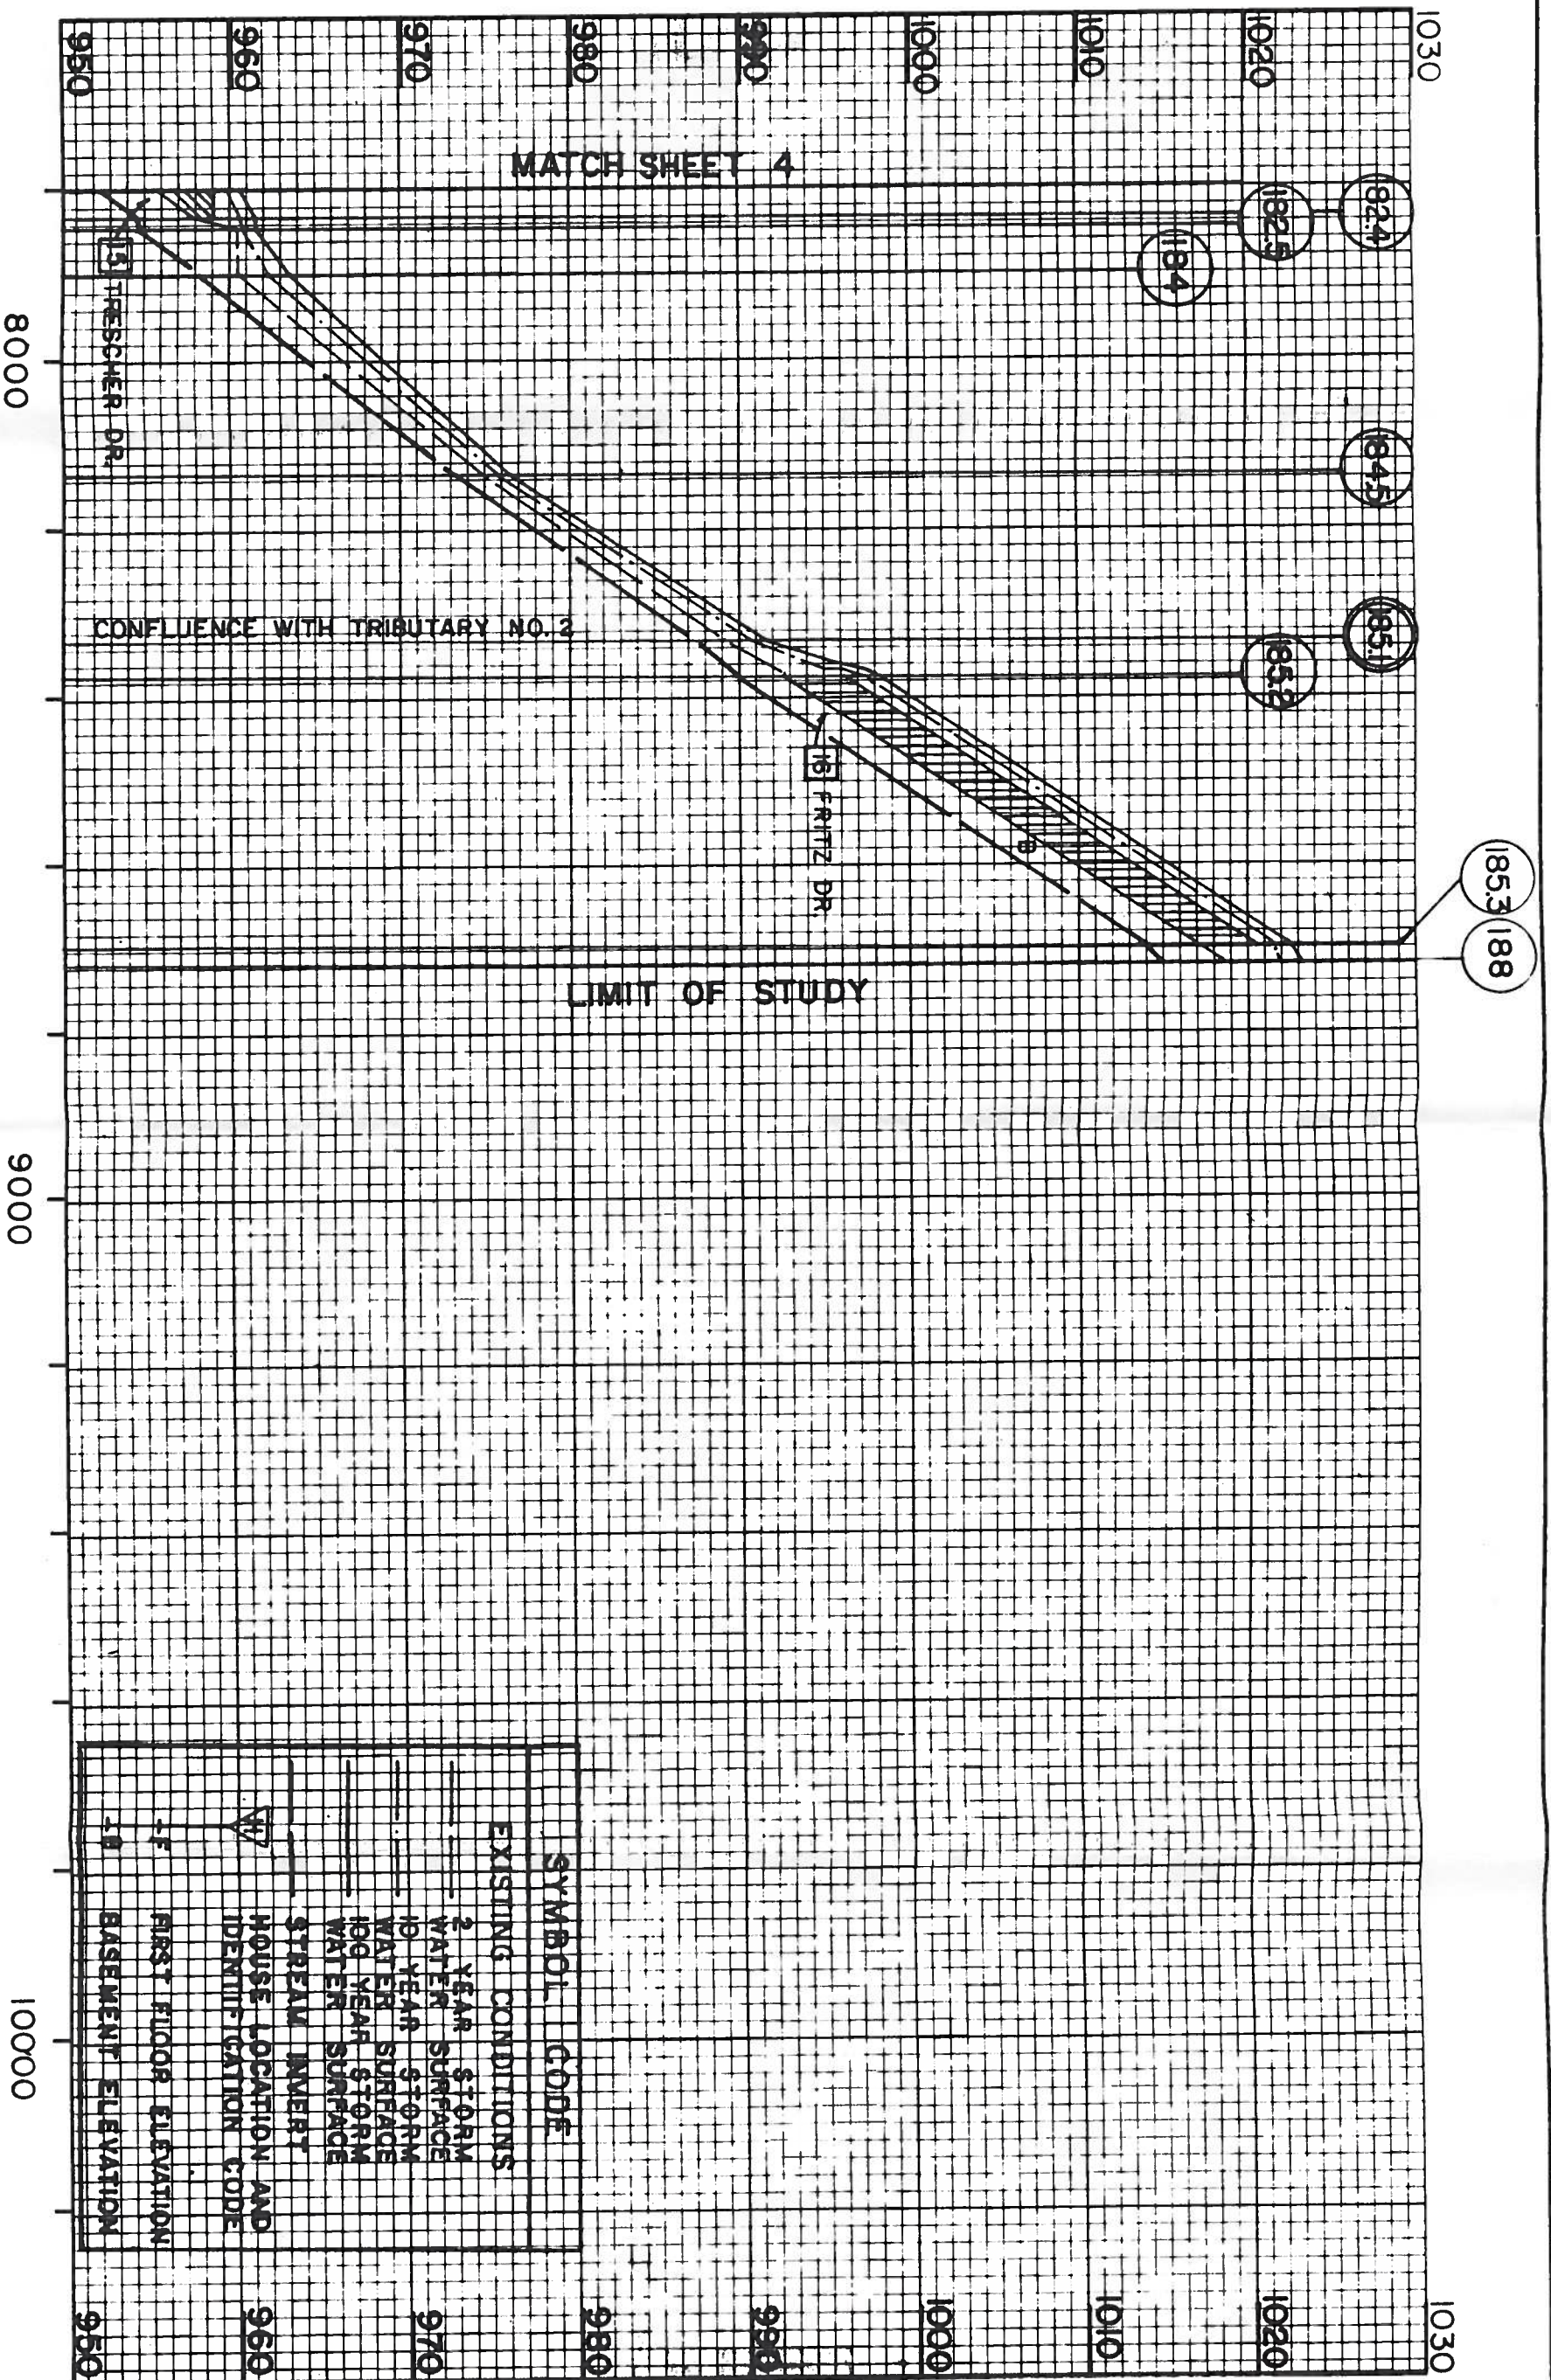 1030
1020
1010
1000
990
980
970
960
950
1030
1020
1010
1000
990
980
970
960
950
182.4
182.5
184
184.5
185.1
185.2
185.3
188
MATCH SHEET 4
15 TRESCHER DR.
CONFLUENCE WITH TRIBUTARY NO. 2
16 FRITZ DR.
B
LIMIT OF STUDY
SYMBOL CODE
EXISTING CONDITIONS
2 YEAR STORM
WATER SURFACE
10 YEAR STORM
WATER SURFACE
100 YEAR STORM
WATER SURFACE
STREAM INVERT
HOUSE LOCATION AND
IDENTIFICATION CODE
F FIRST FLOOR ELEVATION
B BASEMENT ELEVATION
8000
9000
10000